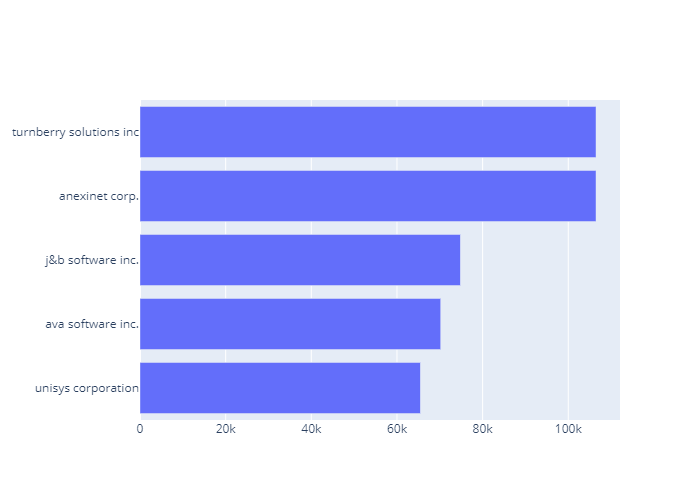 turnberry solutions inc
anexinet corp.
j&b software inc.
ava software inc.
unisys corporation
0 20k 40k 60k 80k 100k